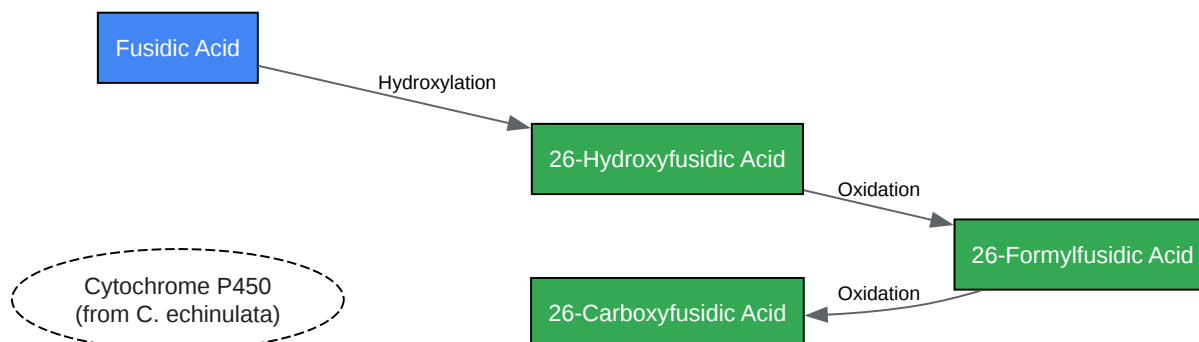 Fusidic Acid
Hydroxylation
26-Hydroxyfusidic Acid
Oxidation
26-Formylfusidic Acid
Cytochrome P450
(from C. echinulata)
26-Carboxyfusidic Acid
Oxidation